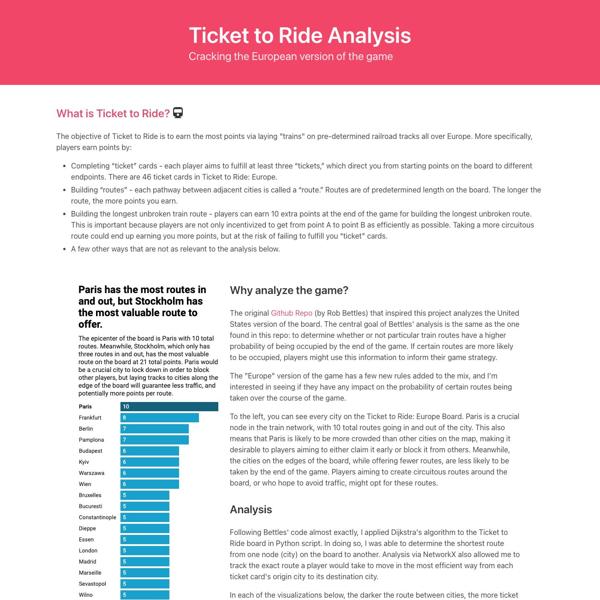 Ticket to Ride Analysis
Cracking the European version of the game
What is Ticket to Ride?
The objective of Ticket to Ride is to earn the most points via laying "trains" on pre-determined railroad tracks all over Europe. More specifically,
players earn points by:
• Completing "ticket" cards - each player aims to fulfill at least three "tickets," which direct you from starting points on the board to different
endpoints. There are 46 ticket cards in Ticket to Ride: Europe.
• Building "routes" - each pathway between adjacent cities is called a "route." Routes are of predetermined length on the board. The longer the
route, the more points you earn.
• Building the longest unbroken train route - players can earn 10 extra points at the end of the game for building the longest unbroken route.
This is important because players are not only incentivized to get from point A to point B as efficiently as possible. Taking a more circuitous
route could end up earning you more points, but at the risk of failing to fulfill you "ticket" cards.
• A few other ways that are not as relevant to the analysis below.
Paris has the most routes in
and out, but Stockholm has
the most valuable route to
offer.
The epicenter of the board is Paris with 10 total
routes. Meanwhile, Stockholm, which only has
three routes in and out, has the most valuable
route on the board at 21 total points. Paris would
be a crucial city to lock down in order to block
other players, but laying tracks to cities along the
edge of the board will guarantee less traffic, and
potentially more points per route.
Paris 10
Frankfurt 8
Berlin 7
Pamplona 7
Budapest 6
Kyiv 6
Warszawa 6
Wien 6
Bruxelles 5
Bucuresti 5
Constantinople 5
Dieppe 5
Essen 5
London 5
Madrid 5
Marseille 5
Sevastopol 5
Wilno 5
Why analyze the game?
The original Github Repo (by Rob Bettles) that inspired this project analyzes the United
States version of the board. The central goal of Bettles' analysis is the same as the one
found in this repo: to determine whether or not particular train routes have a higher
probability of being occupied by the end of the game. If certain routes are more likely
to be occupied, players might use this information to inform their game strategy.
The "Europe" version of the game has a few new rules added to the mix, and I'm
interested in seeing if they have any impact on the probability of certain routes being
taken over the course of the game.
To the left, you can see every city on the Ticket to Ride: Europe Board. Paris is a crucial
node in the train network, with 10 total routes going in and out of the city. This also
means that Paris is likely to be more crowded than other cities on the map, making it
desirable to players aiming to either claim it early or block it from others. Meanwhile,
the cities on the edges of the board, while offering fewer routes, are less likely to be
taken by the end of the game. Players aiming to create circuitous routes around the
board, or who hope to avoid traffic, might opt for these routes.
Analysis
Following Bettles' code almost exactly, I applied Dijkstra's algorithm to the Ticket to
Ride board in Python script. In doing so, I was able to determine the shortest route
from one node (city) on the board to another. Analysis via NetworkX also allowed me to
track the exact route a player would take to move in the most efficient way from each
ticket card's origin city to its destination city.
In each of the visualizations below, the darker the route between cities, the more ticket